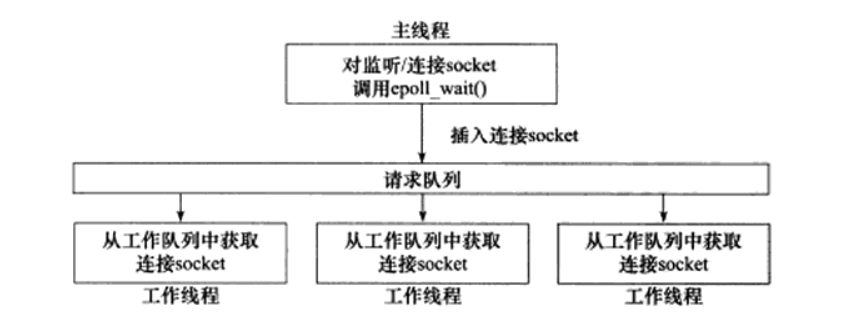 主线程
对监听/连接socket
调用epoll_wait()
插入连接socket
请求队列
从工作队列中获取
连接socket
从工作队列中获取
连接socket
从工作队列中获取
连接socket
工作线程
工作线程
工作线程